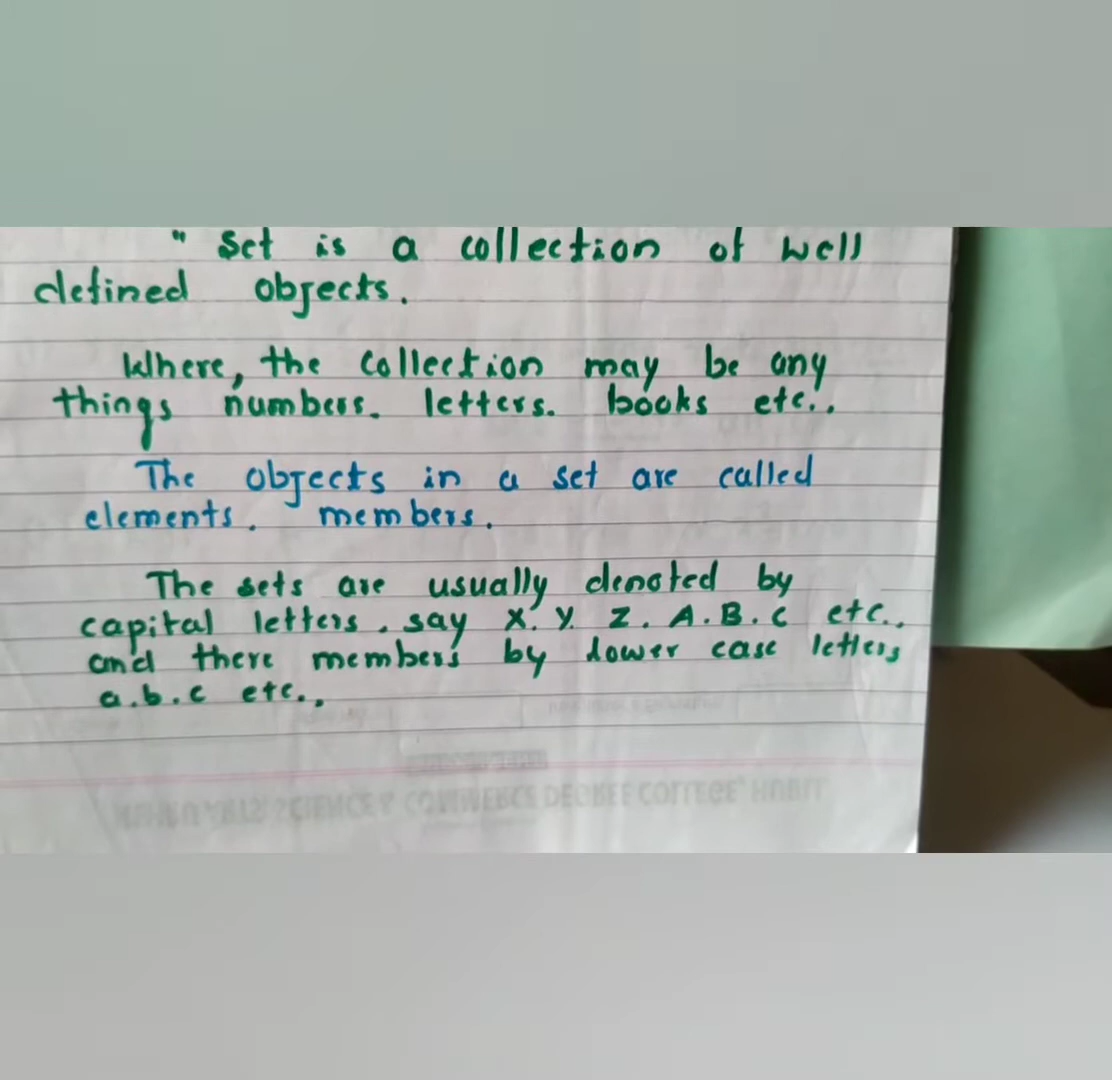 " Set is a collection of well
defined objects.
Where, the collection may be any
things numbers. letters. books etc..
The objects in a set are called
elements. members.
The sets are usually denoted by
capital letters. say X. Y. Z. A. B. C etc..
and there members by lower case letters
a.b.c etc.,